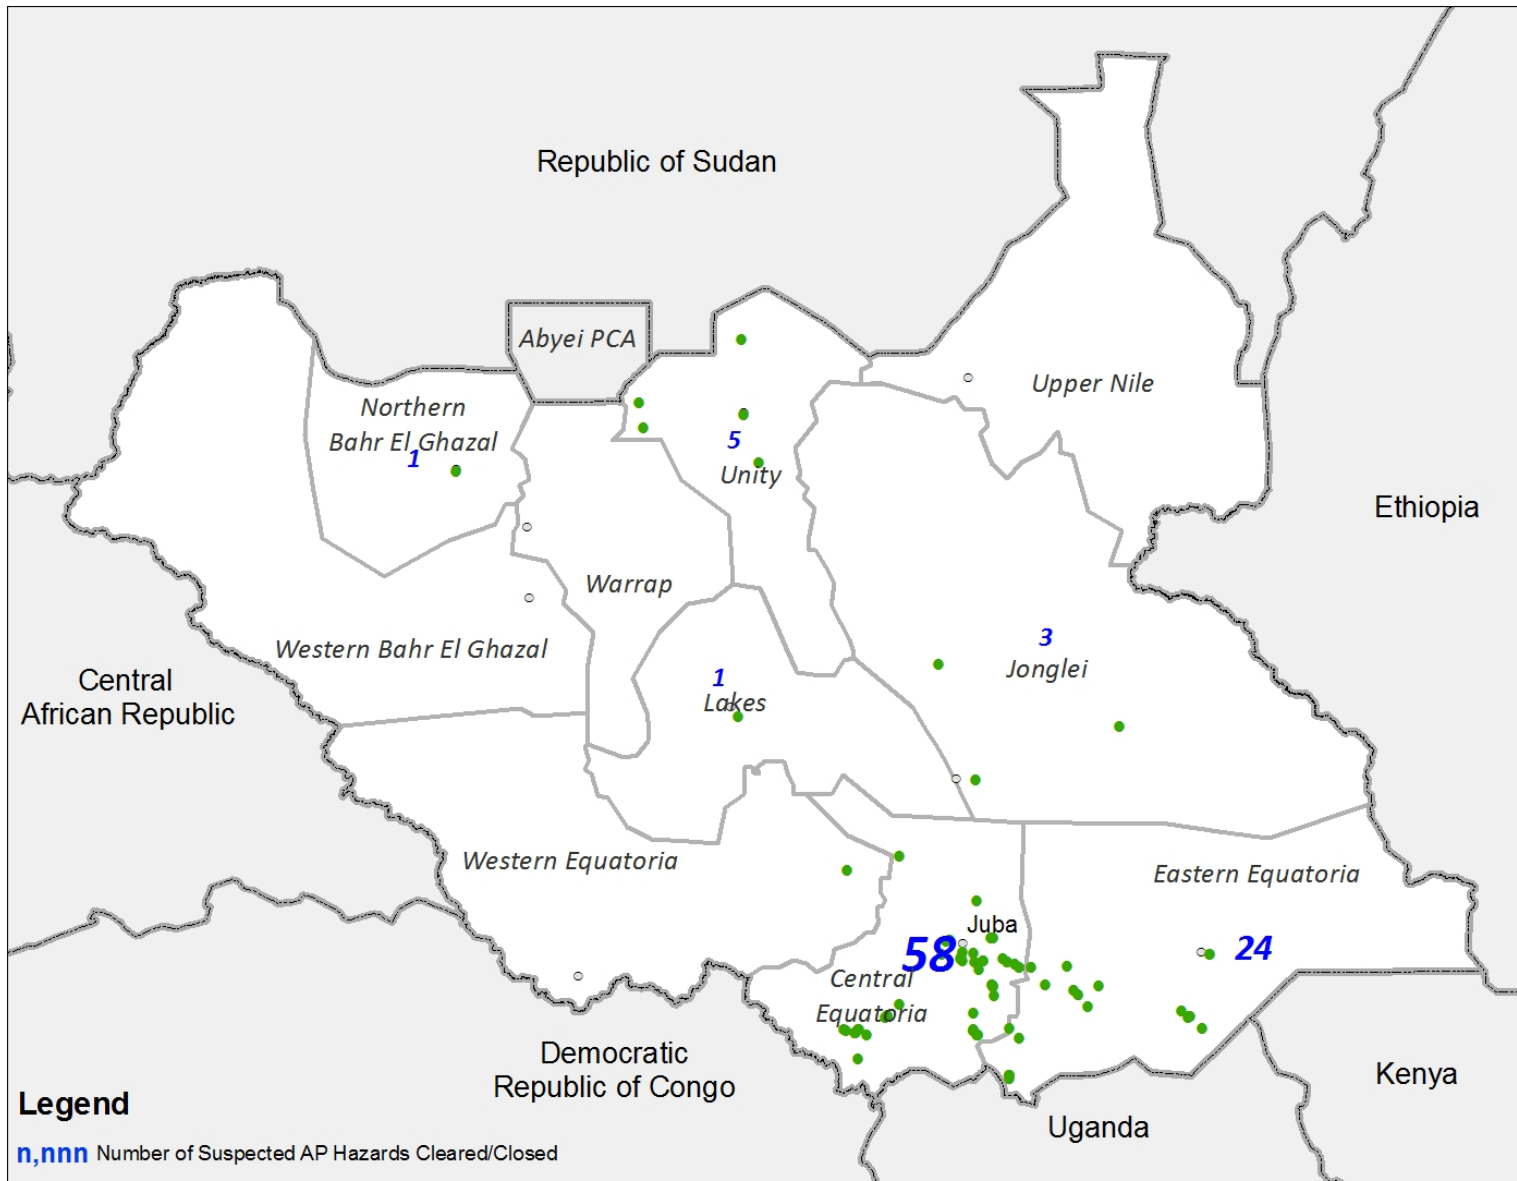 Republic of Sudan
Abyei PCA
Upper Nile
Northern
Bahr El Ghazal
1
5
Unity
Ethiopia
Warrap
3
Jonglei
Western Bahr El Ghazal
Central
African Republic
1
Lakes
Western Equatoria
Eastern Equatoria
Juba
58
24
Central
Equatoria
Democratic
Republic of Congo
Kenya
Uganda
Legend
n,nnn Number of Suspected AP Hazards Cleared/Closed